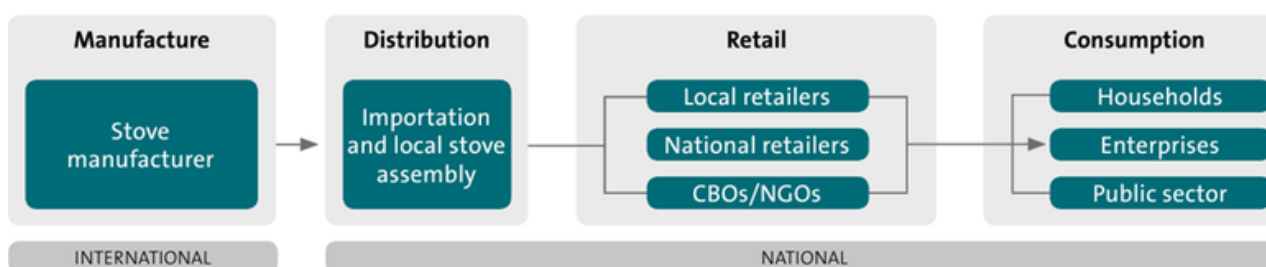 Manufacture
Stove
manufacturer
Distribution
Importation
and local stove
assembly
Retail
Local retailers
National retailers
CBOs/NGOs
Consumption
Households
Enterprises
Public sector
INTERNATIONAL
NATIONAL